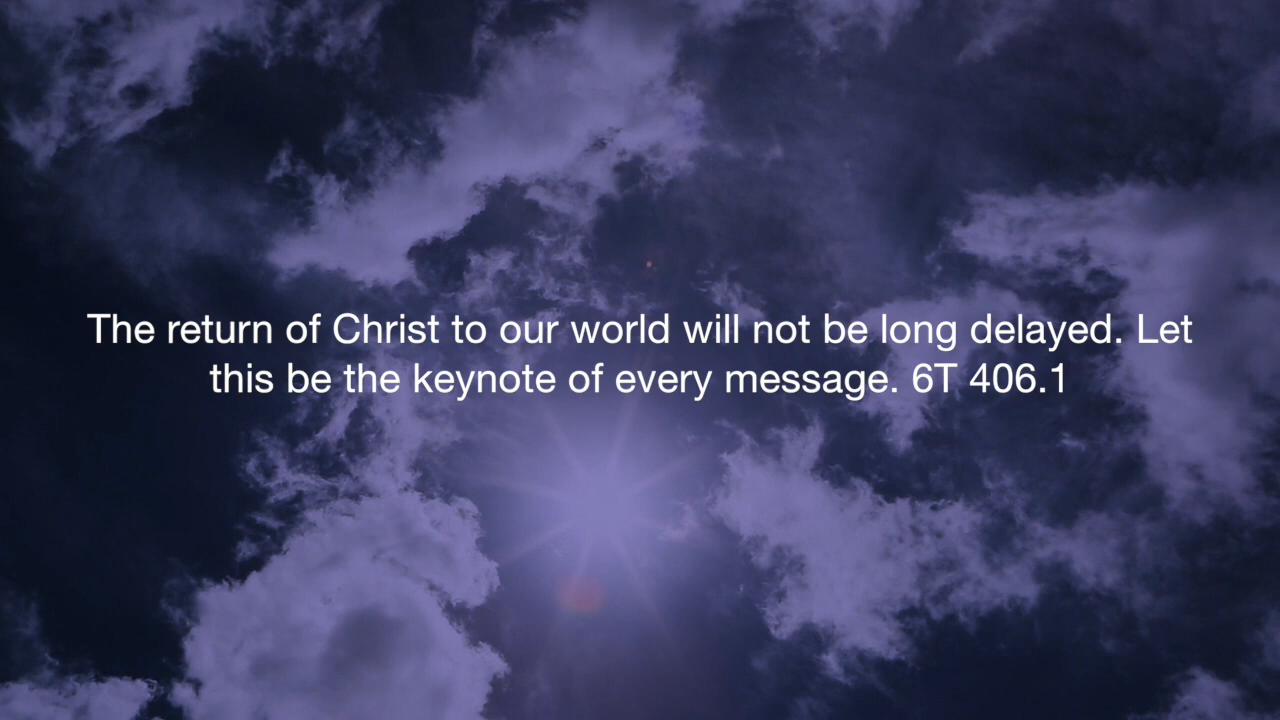 The return of Christ to our world will not be long delayed. Let
this be the keynote of every message. 6T 406.1